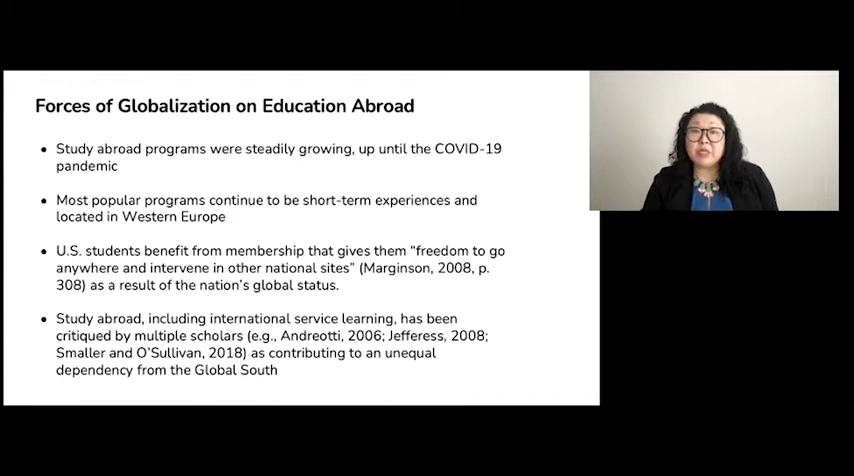 Forces of Globalization on Education Abroad
● Study abroad programs were steadily growing, up until the COVID-19
pandemic
● Most popular programs continue to be short-term experiences and
located in Western Europe
● U.S. students benefit from membership that gives them “freedom to go
anywhere and intervene in other national sites” (Marginson, 2008, p.
308) as a result of the nation’s global status.
● Study abroad, including international service learning, has been
critiqued by multiple scholars (e.g., Andreotti, 2006; Jefferess, 2008;
Smaller and O’Sullivan, 2018) as contributing to an unequal
dependency from the Global South